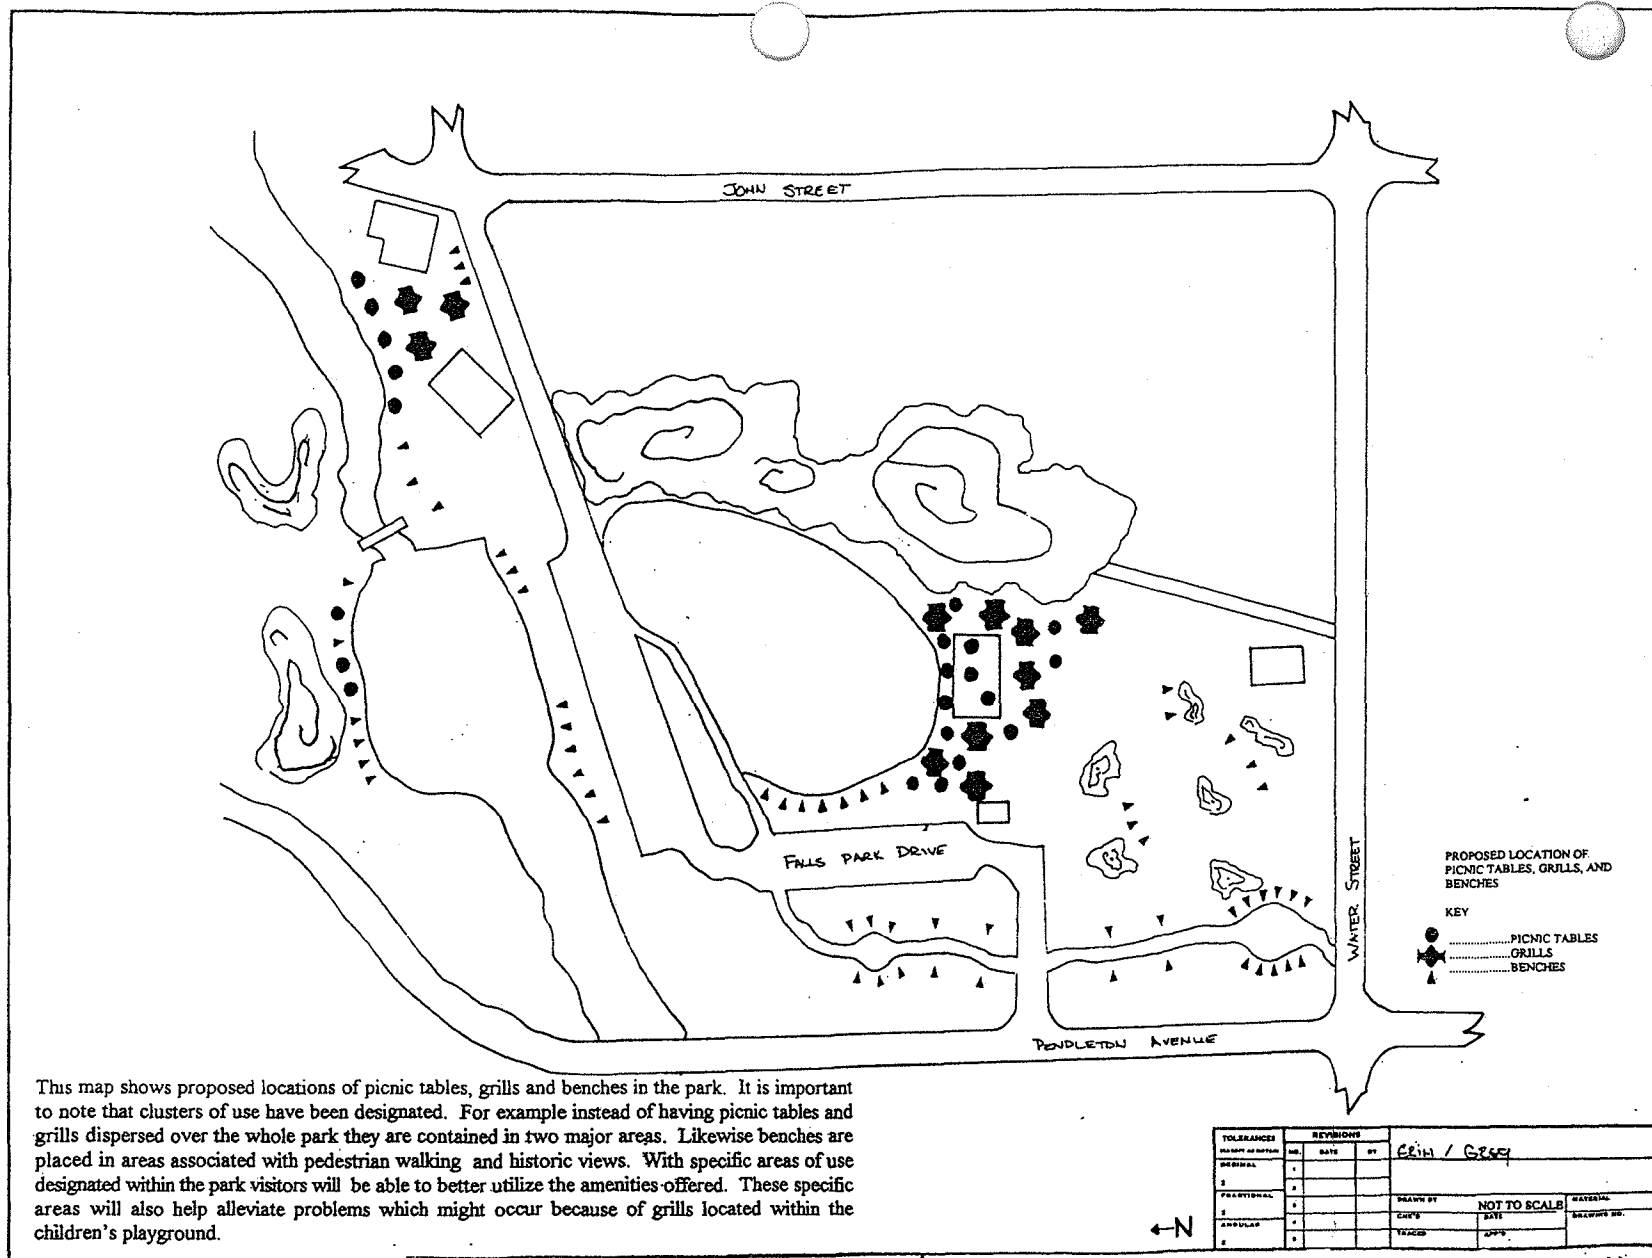 JOHN STREET
FALLS PARK DRIVE
WATER STREET
PENDLETON AVENUE
PROPOSED LOCATION OF
PICNIC TABLES, GRILLS, AND
BENCHES
KEY
....................PICNIC TABLES
....................GRILLS
....................BENCHES
This map shows proposed locations of picnic tables, grills and benches in the park. It is important
to note that clusters of use have been designated. For example instead of having picnic tables and
grills dispersed over the whole park they are contained in two major areas. Likewise benches are
placed in areas associated with pedestrian walking and historic views. With specific areas of use
designated within the park visitors will be able to better utilize the amenities offered. These specific
areas will also help alleviate problems which might occur because of grills located within the
children's playground.
←N
TOLERANCES
DECIMAL
±
FRACTIONAL
±
ANGULAR
±
REVISIONS
NO. DATE BY
1
2
3
4
5
ERIN / GREG
DRAWN BY
NOT TO SCALE
MATERIAL
CHK'D
DATE
DRAWING NO.
TRACED
APP'D